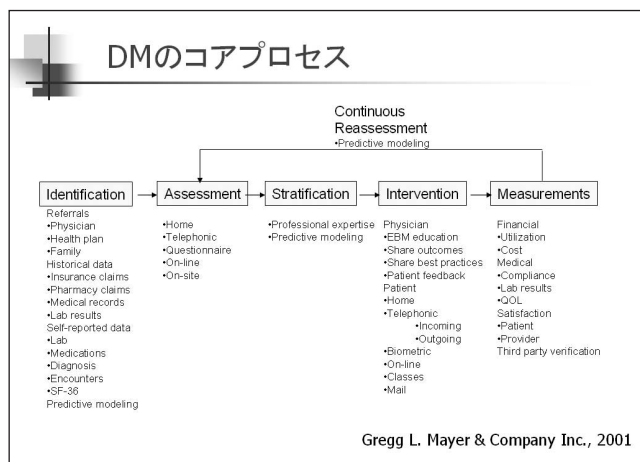 DMのコアプロセス
Continuous
Reassessment
•Predictive modeling
Identification
Referrals
•Physician
•Health plan
•Family
Historical data
•Insurance claims
•Pharmacy claims
•Medical records
•Lab results
Self-reported data
•Lab
•Medications
•Diagnosis
•Encounters
•SF-36
Predictive modeling
Assessment
•Home
•Telephonic
•Questionnaire
•On-line
•On-site
Stratification
•Professional expertise
•Predictive modeling
Intervention
Physician
•EBM education
•Share outcomes
•Share best practices
•Patient feedback
Patient
•Home
•Telephonic
•Incoming
•Outgoing
•Biometric
•On-line
•Classes
•Mail
Measurements
Financial
•Utilization
•Cost
Medical
•Compliance
•Lab results
•QOL
Satisfaction
•Patient
•Provider
Third party verification
Gregg L. Mayer & Company Inc., 2001